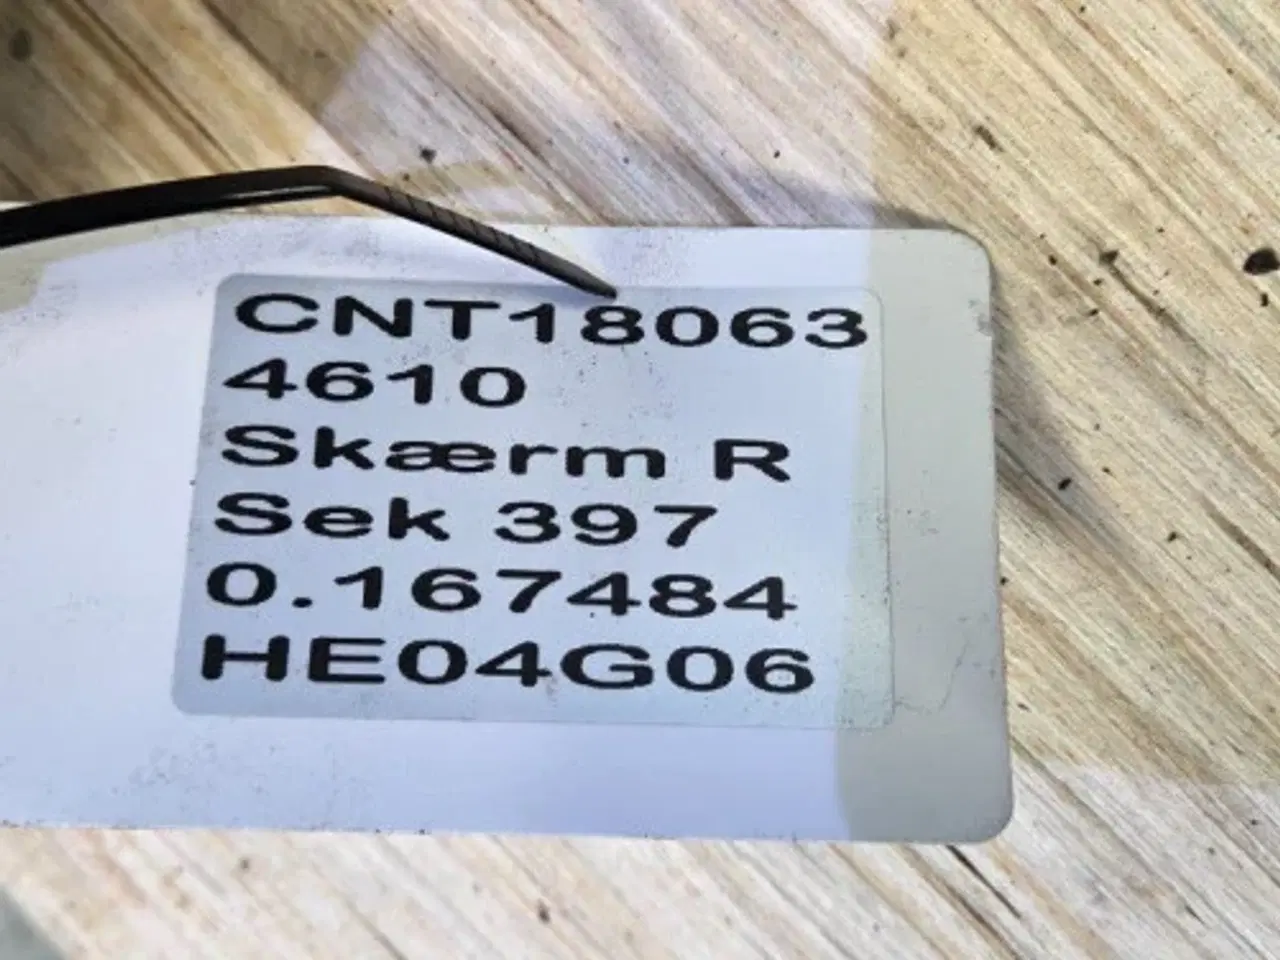 CNT18063
4610
Skærm R
Sek 397
0.167484
HE04G06